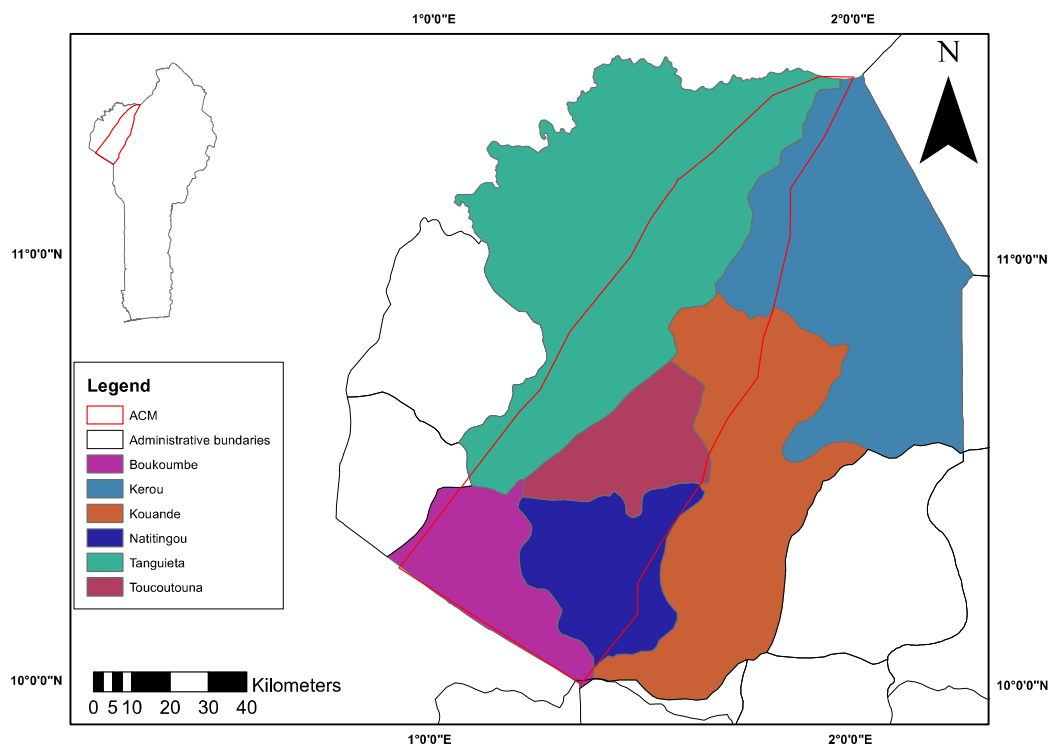 1°0'0"E 2°0'0"E
N
11°0'0"N 11°0'0"N
Legend
ACM
Administrative bundaries
Boukoumbe
Kerou
Kouande
Natitingou
Tanguieta
Toucoutouna
10°0'0"N 10°0'0"N
Kilometers
0 5 10 20 30 40
1°0'0"E 2°0'0"E